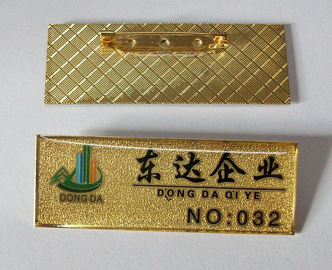 东达企业
DONG DA QI YE
DONG DA
NO:032